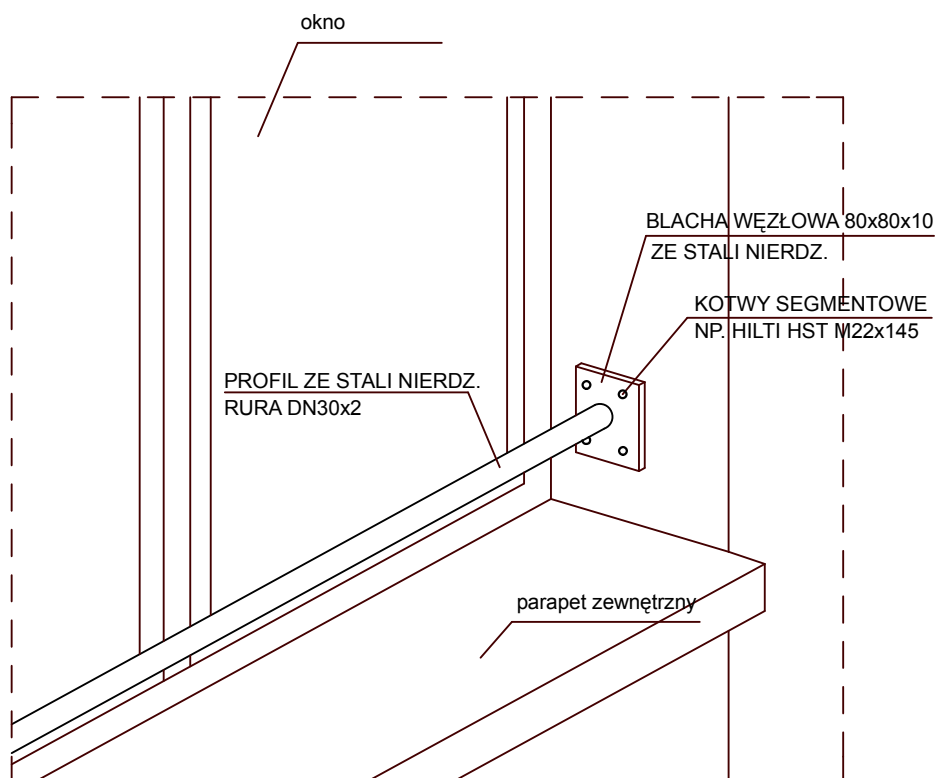 okno
BLACHA WĘZŁOWA 80x80x10
ZE STALI NIERDZ.
KOTWY SEGMENTOWE
NP. HILTI HST M22x145
PROFIL ZE STALI NIERDZ.
RURA DN30x2
parapet zewnętrzny